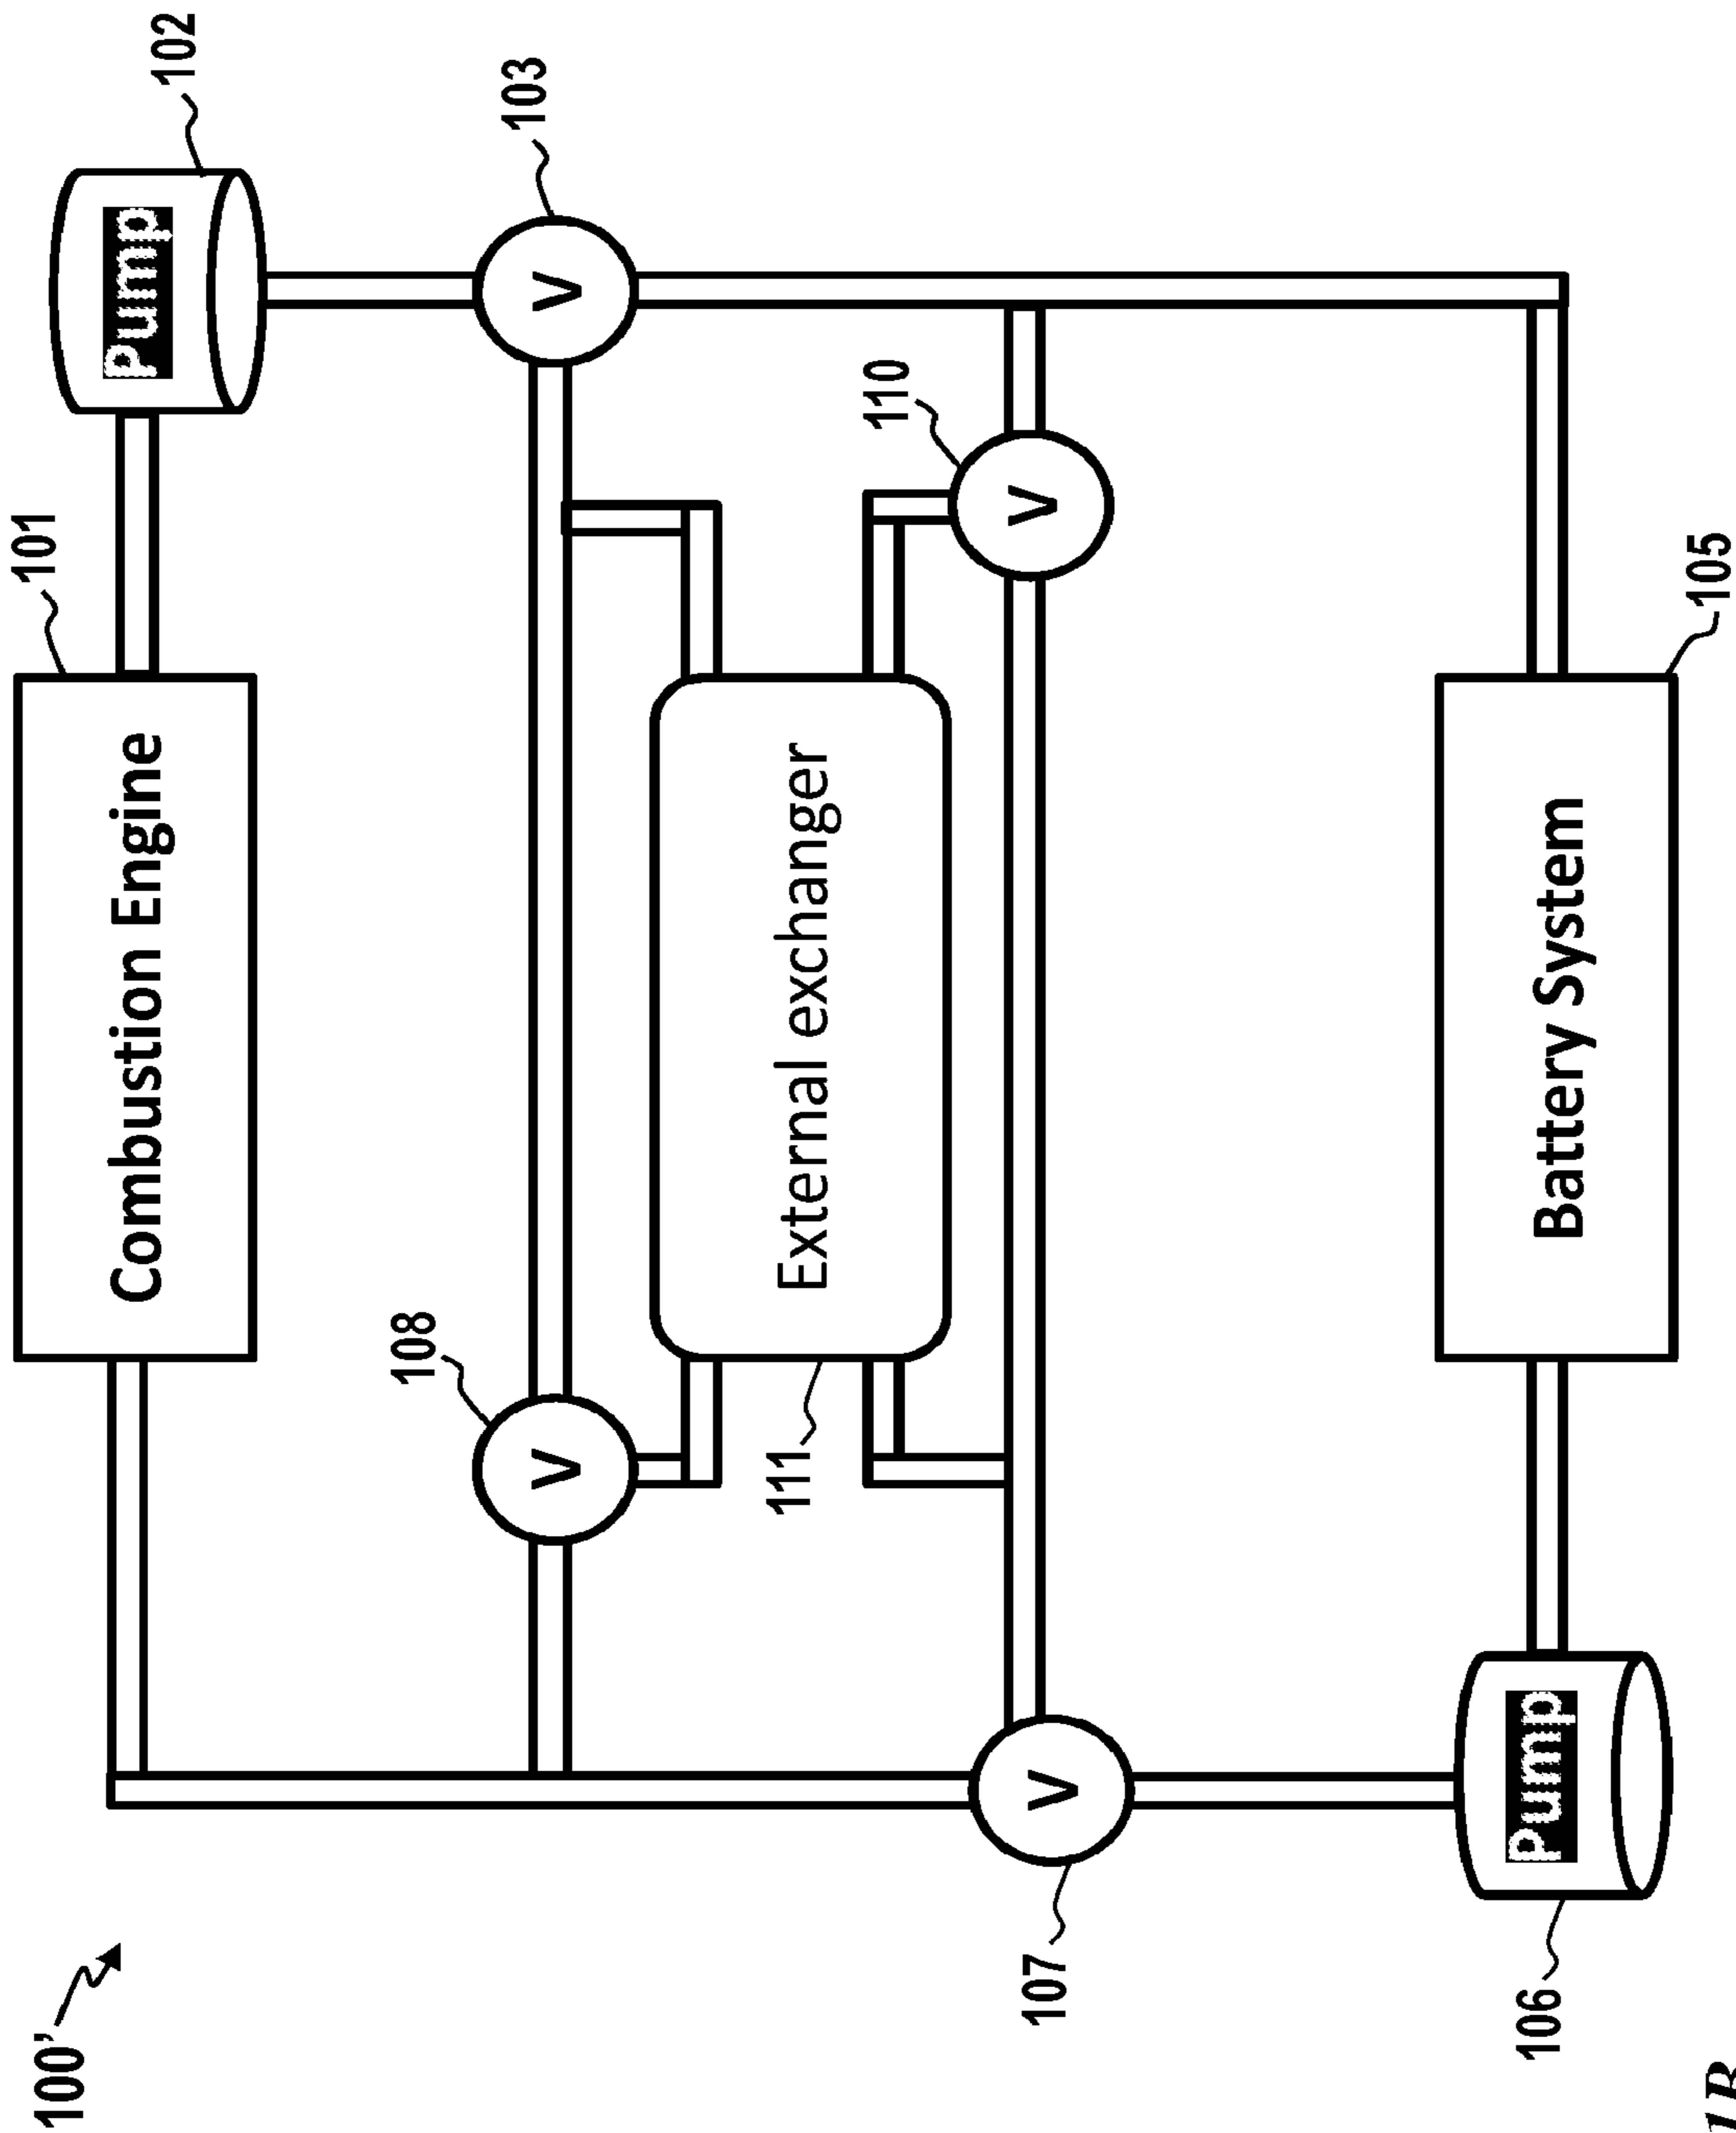 101
100'
Combustion Engine
Pump
102
108
103
V
V
111
External exchanger
110
107
V
V
106
Pump
Battery System
105
1B